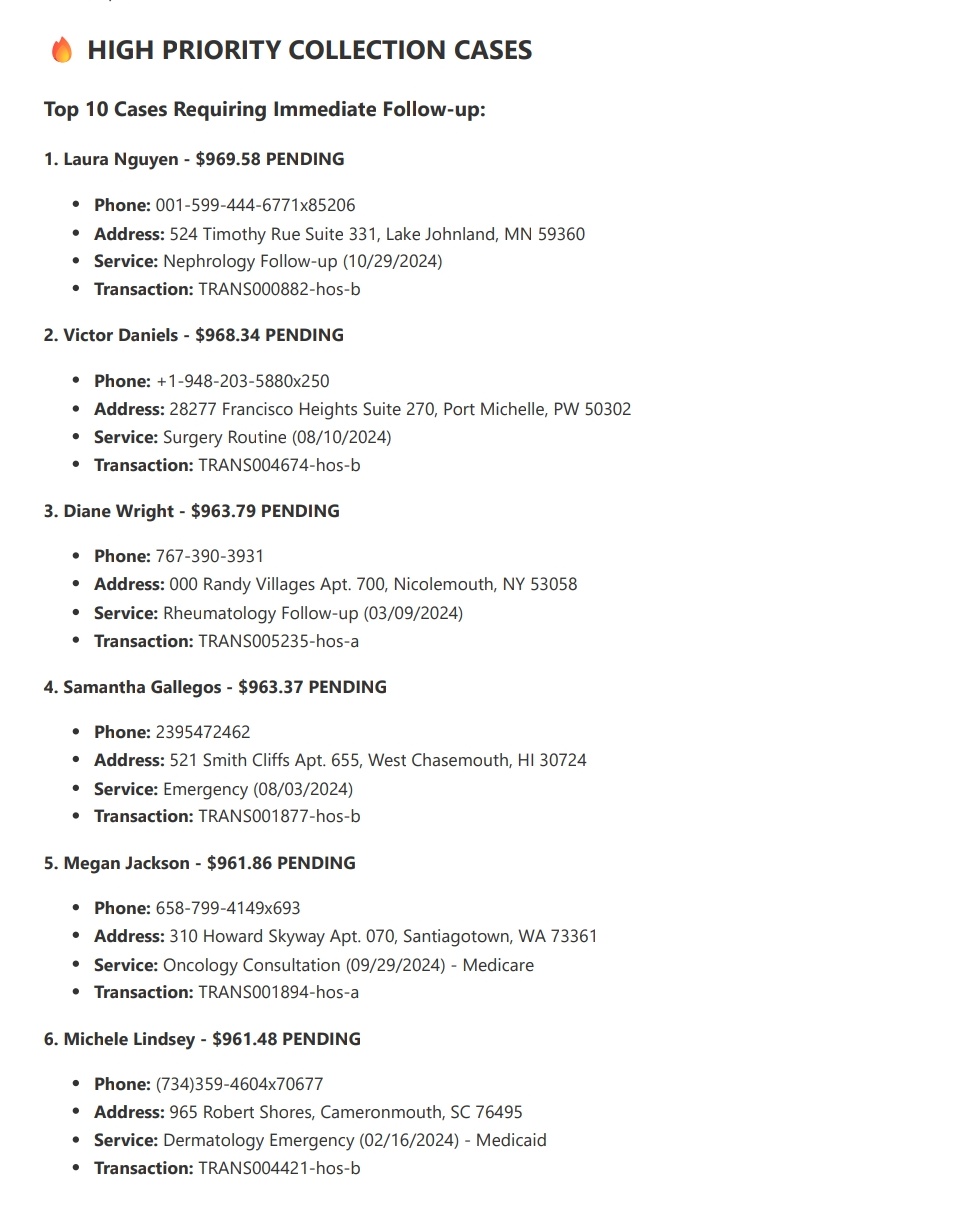 🔥 HIGH PRIORITY COLLECTION CASES
Top 10 Cases Requiring Immediate Follow-up:
1. Laura Nguyen - $969.58 PENDING
• Phone: 001-599-444-6771x85206
• Address: 524 Timothy Rue Suite 331, Lake Johnland, MN 59360
• Service: Nephrology Follow-up (10/29/2024)
• Transaction: TRANS000882-hos-b
2. Victor Daniels - $968.34 PENDING
• Phone: +1-948-203-5880x250
• Address: 28277 Francisco Heights Suite 270, Port Michelle, PW 50302
• Service: Surgery Routine (08/10/2024)
• Transaction: TRANS004674-hos-b
3. Diane Wright - $963.79 PENDING
• Phone: 767-390-3931
• Address: 000 Randy Villages Apt. 700, Nicolemouth, NY 53058
• Service: Rheumatology Follow-up (03/09/2024)
• Transaction: TRANS005235-hos-a
4. Samantha Gallegos - $963.37 PENDING
• Phone: 2395472462
• Address: 521 Smith Cliffs Apt. 655, West Chasemouth, HI 30724
• Service: Emergency (08/03/2024)
• Transaction: TRANS001877-hos-b
5. Megan Jackson - $961.86 PENDING
• Phone: 658-799-4149x693
• Address: 310 Howard Skyway Apt. 070, Santiagotown, WA 73361
• Service: Oncology Consultation (09/29/2024) - Medicare
• Transaction: TRANS001894-hos-a
6. Michele Lindsey - $961.48 PENDING
• Phone: (734)359-4604x70677
• Address: 965 Robert Shores, Cameronmouth, SC 76495
• Service: Dermatology Emergency (02/16/2024) - Medicaid
• Transaction: TRANS004421-hos-b